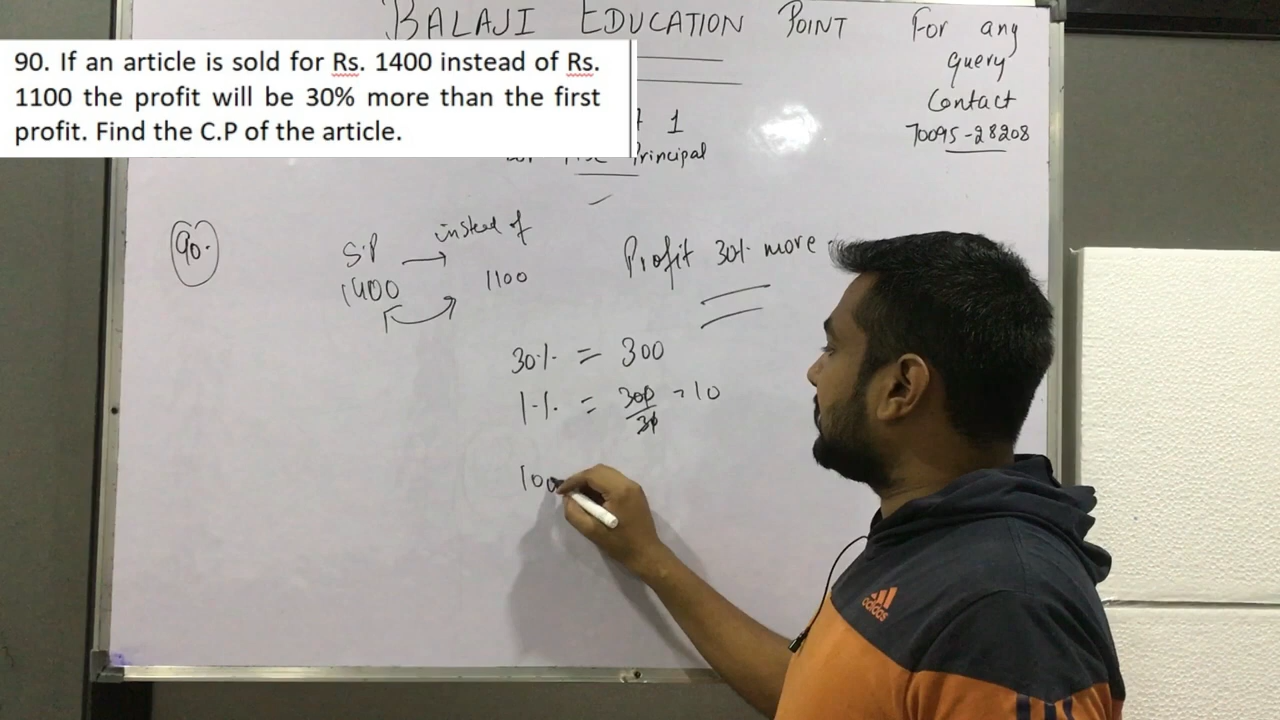 BALAJI EDUCATION POINT
For any
query
Contact
70095-28208
90. If an article is sold for Rs. 1400 instead of Rs.
1100 the profit will be 30% more than the first
profit. Find the C.P of the article.
1
Principal
90.
S.P instead of
1400 → 1100
Profit 30% more
30% = 300
1% = 300/30 = 10
100
adidas